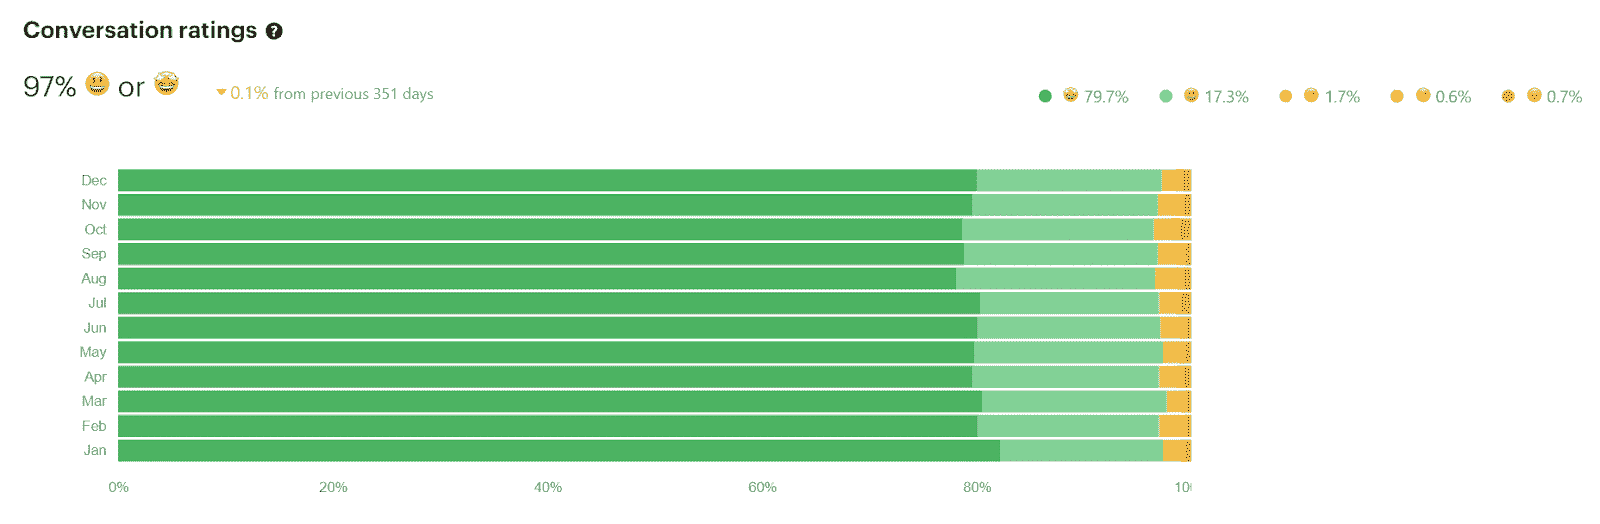 Conversation ratings ?
97% 😃 or 🤩 0.1% from previous 351 days
79.7% 17.3% 1.7% 0.6% 0.7%
Dec
Nov
Oct
Sep
Aug
Jul
Jun
May
Apr
Mar
Feb
Jan
0% 20% 40% 60% 80% 10